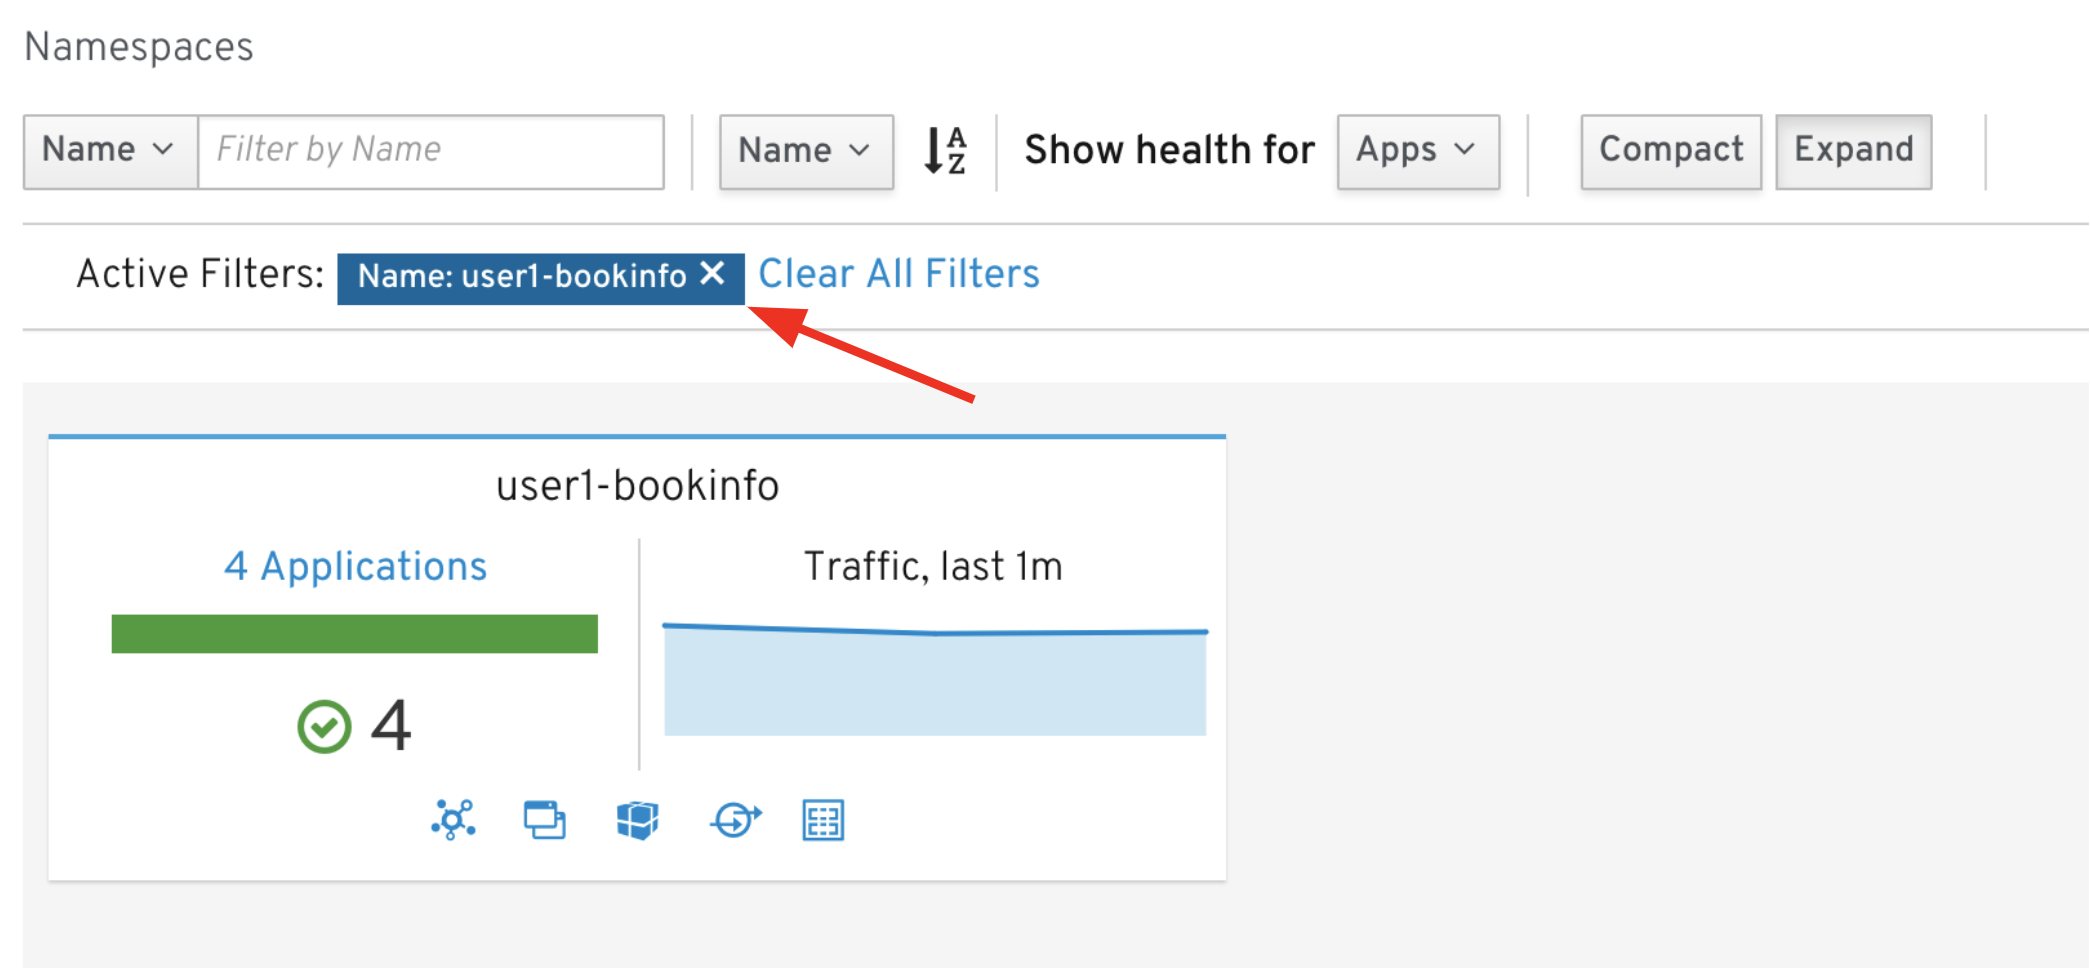 Namespaces
Name Filter by Name Name A Z Show health for Apps Compact Expand
Active Filters: Name: user1-bookinfo Clear All Filters
user1-bookinfo
4 Applications
Traffic, last 1m
4